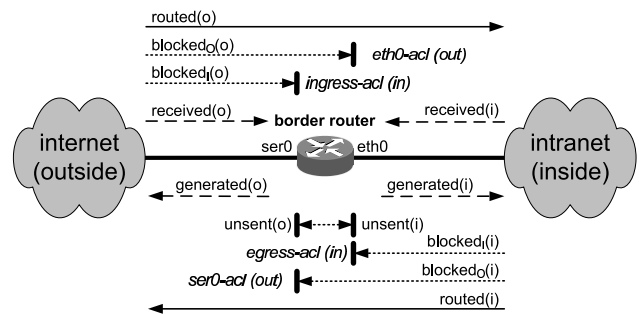 routed(o)
blockedO(o)
eth0-acl (out)
blockedI(o)
ingress-acl (in)
received(o)
border router
received(i)
internet
(outside)
ser0
eth0
intranet
(inside)
generated(o)
generated(i)
unsent(o)
unsent(i)
egress-acl (in)
blockedI(i)
ser0-acl (out)
blockedO(i)
routed(i)